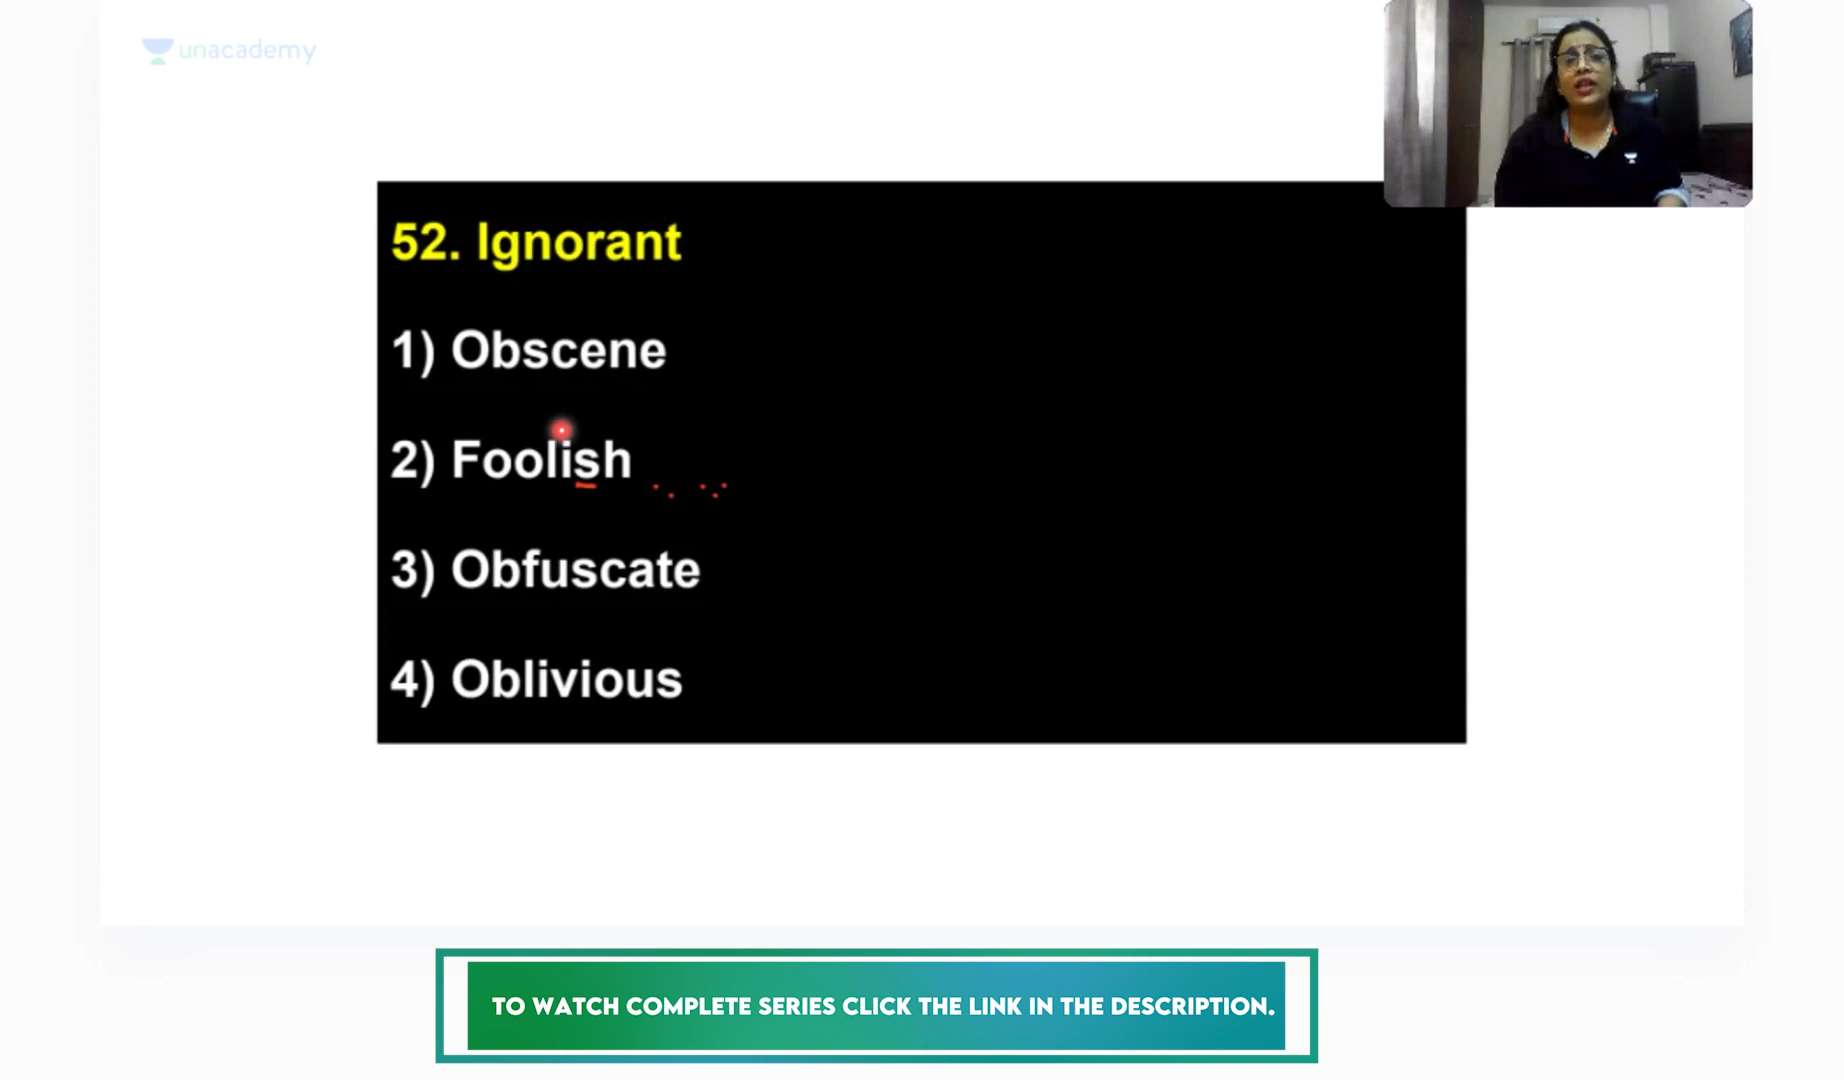 unacademy
52. Ignorant
1) Obscene
2) Foolish
3) Obfuscate
4) Oblivious
TO WATCH COMPLETE SERIES CLICK THE LINK IN THE DESCRIPTION.